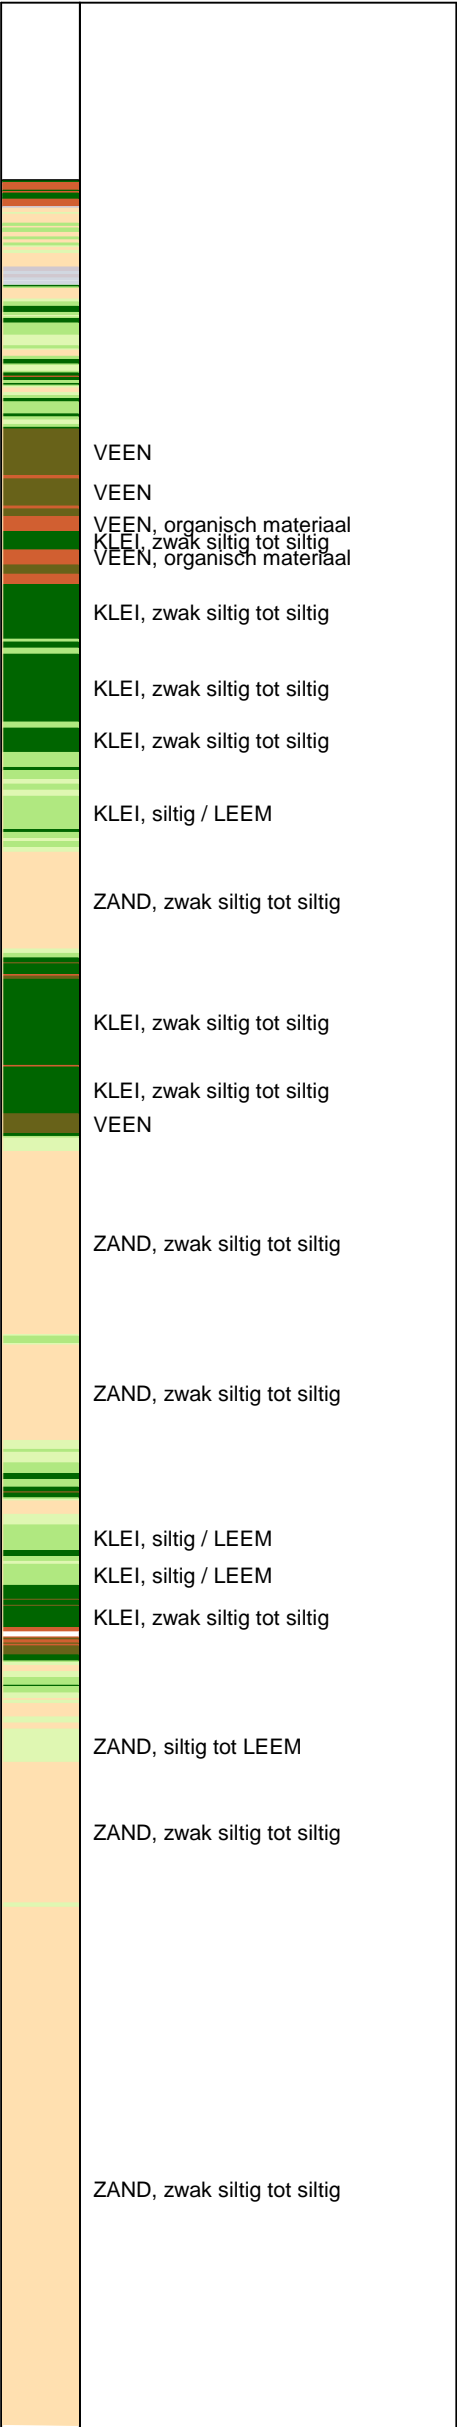 VEEN
VEEN
VEEN, organisch materiaal
KLEI, zwak siltig tot siltig
VEEN, organisch materiaal
KLEI, zwak siltig tot siltig
KLEI, zwak siltig tot siltig
KLEI, zwak siltig tot siltig
KLEI, siltig / LEEM
ZAND, zwak siltig tot siltig
KLEI, zwak siltig tot siltig
KLEI, zwak siltig tot siltig
VEEN
ZAND, zwak siltig tot siltig
ZAND, zwak siltig tot siltig
KLEI, siltig / LEEM
KLEI, siltig / LEEM
KLEI, zwak siltig tot siltig
ZAND, siltig tot LEEM
ZAND, zwak siltig tot siltig
ZAND, zwak siltig tot siltig